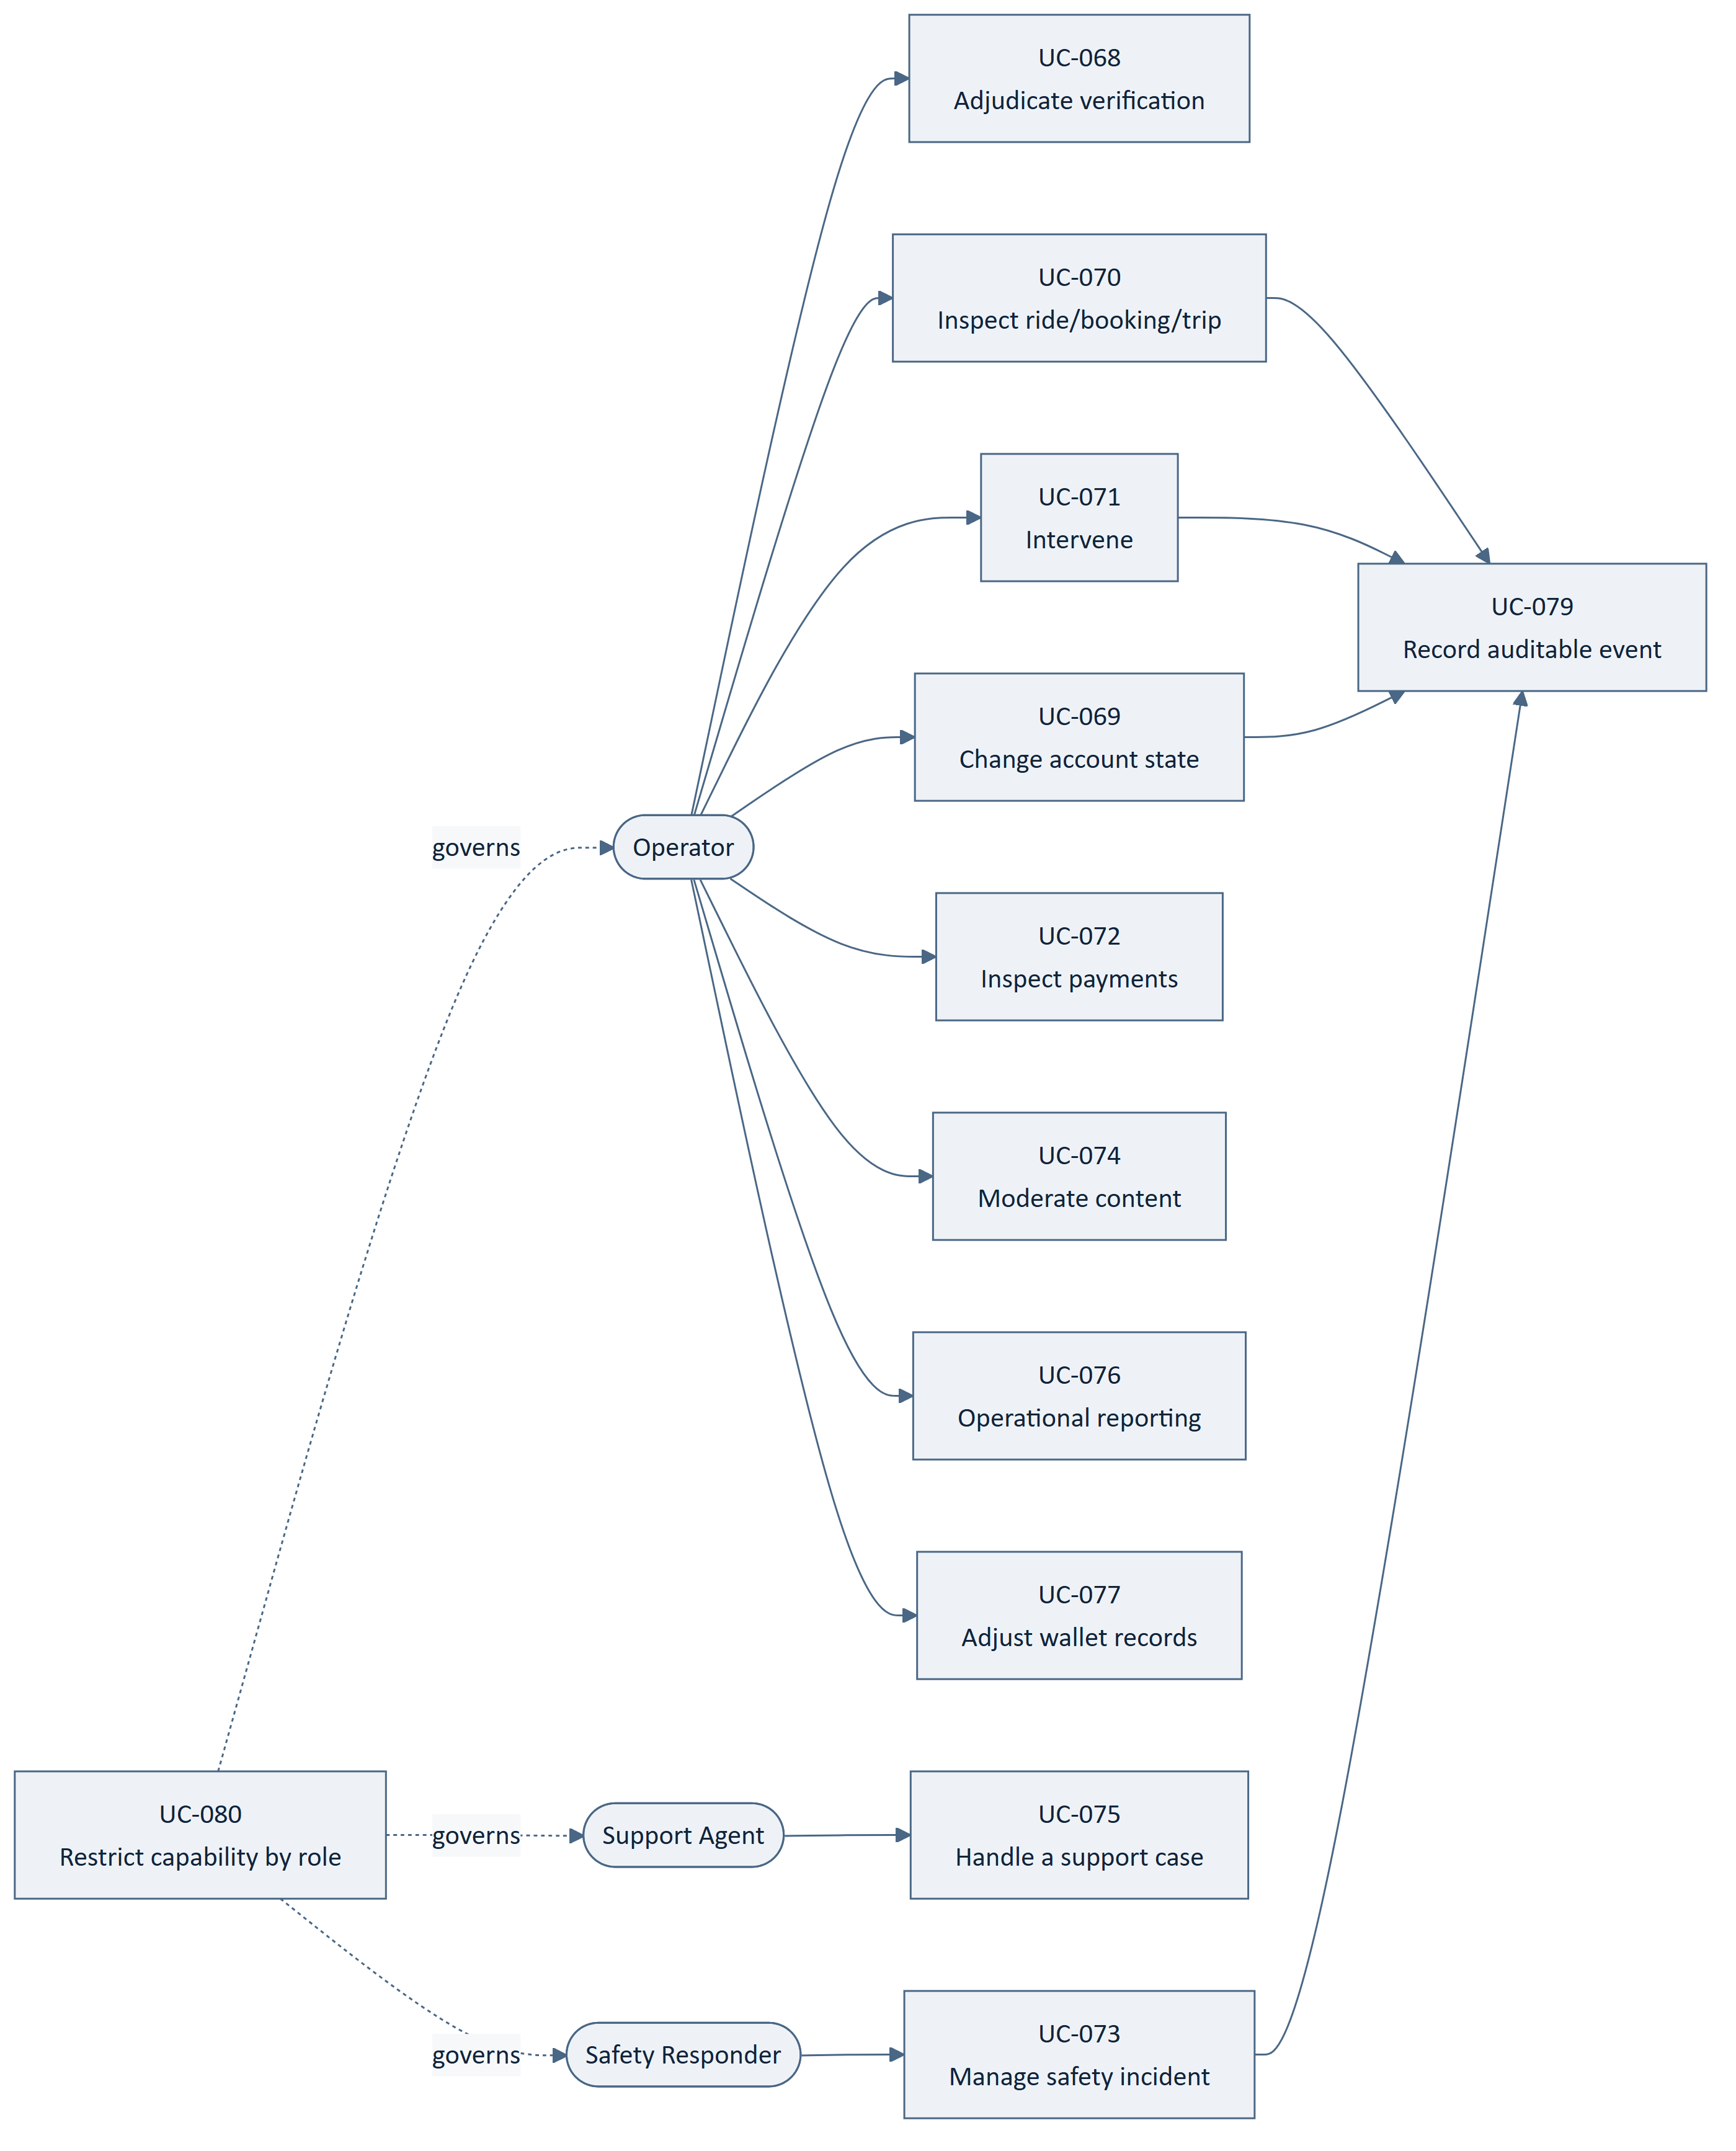 UC-068
Adjudicate verification
UC-070
Inspect ride/booking/trip
UC-071
Intervene
UC-079
Record auditable event
UC-069
Change account state
governs
Operator
UC-072
Inspect payments
UC-074
Moderate content
UC-076
Operational reporting
UC-077
Adjust wallet records
UC-080
Restrict capability by role
governs
Support Agent
UC-075
Handle a support case
governs
Safety Responder
UC-073
Manage safety incident